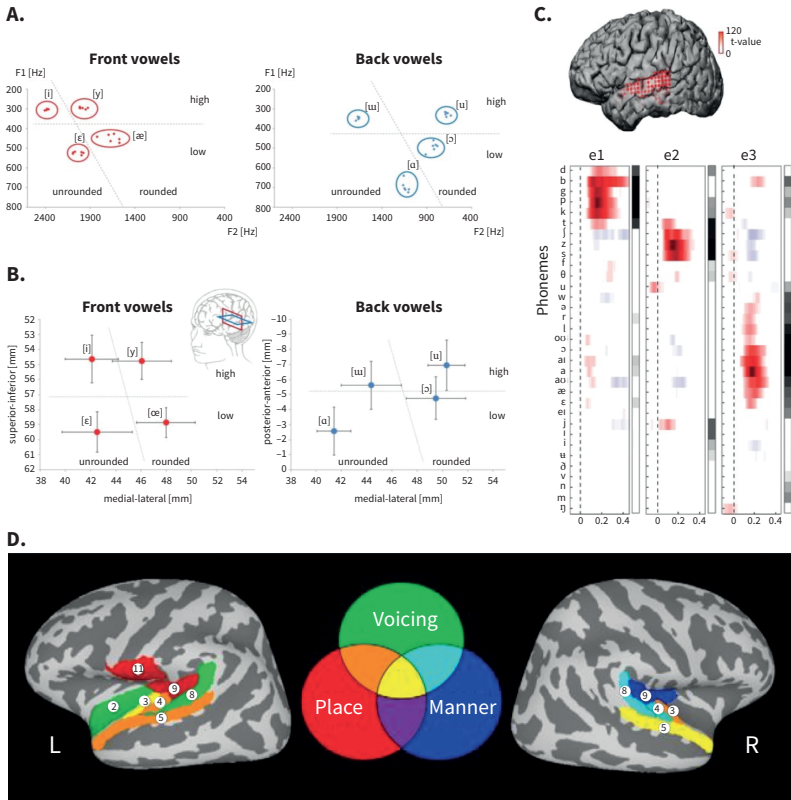 A.
Front vowels
F1 [Hz]
200
300
400
500
600
700
800
[i]
[y]
[ɛ]
[æ]
high
low
unrounded
rounded
2400
1900
1400
900
400
F2 [Hz]
Back vowels
F1 [Hz]
200
300
400
500
600
700
800
[ɯ]
[u]
[ɔ]
[ɑ]
high
low
unrounded
rounded
2400
1900
1400
900
400
F2 [Hz]
B.
Front vowels
superior-inferior [mm]
52
53
54
55
56
57
58
59
60
61
62
[i]
[y]
[ɛ]
[œ]
high
low
unrounded
rounded
38
40
42
44
46
48
50
52
54
medial-lateral [mm]
Back vowels
posterior-anterior [mm]
−10
−9
−8
−7
−6
−5
−4
−3
−2
−1
0
[u]
[ɯ]
[ɔ]
[ɑ]
high
low
unrounded
rounded
38
40
42
44
46
48
50
52
54
medial-lateral [mm]
C.
120
t-value
0
e1
e2
e3
Phonemes
d
b
g
p
k
t
ʃ
z
s
f
θ
u
w
ə
r
l
oʊ
ɔ
aɪ
a
aʊ
æ
ɛ
eɪ
j
i
ʉ
ð
v
n
m
ŋ
0
0.2
0.4
0
0.2
0.4
0
0.2
0.4
D.
11
9
8
2
3
4
5
L
Voicing
Place
Manner
8
9
4
3
5
R